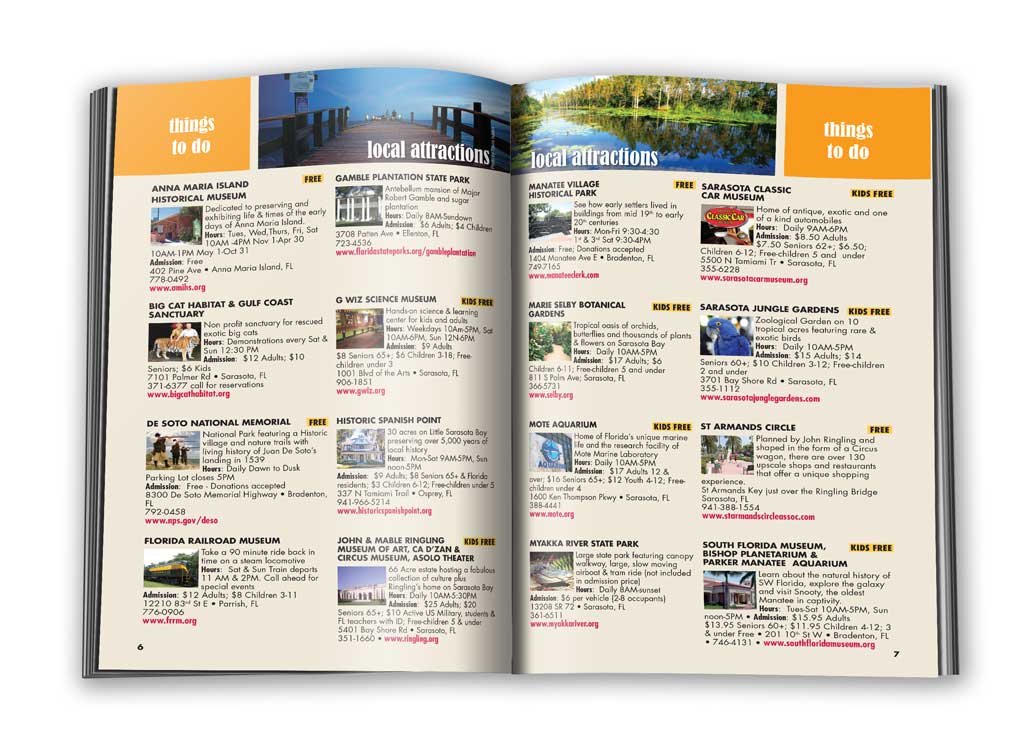 things
to do
local attractions
ANNA MARIA ISLAND
HISTORICAL MUSEUM
FREE
Dedicated to preserving and
exhibiting life & times of the early
days of Anna Maria Island.
Hours: Tues, Wed,Thurs, Fri, Sat
10AM -4PM Nov 1-Apr 30
10AM-1PM May 1-Oct 31
Admission: Free
402 Pine Ave • Anna Maria Island, FL
778-0492
www.amihs.org
BIG CAT HABITAT & GULF COAST
SANCTUARY
Non profit sanctuary for rescued
exotic big cats
Hours: Demonstrations every Sat &
Sun 12:30 PM
Admission: $12 Adults; $10
Seniors; $6 Kids
7101 Palmer Rd • Sarasota, FL
371-6377 call for reservations
www.bigcathabitat.org
DE SOTO NATIONAL MEMORIAL
FREE
National Park featuring a Historic
village and nature trails with
living history of Juan De Soto's
landing in 1539
Hours: Daily Dawn to Dusk
Parking Lot closes 5PM
Admission: Free - Donations accepted
8300 De Soto Memorial Highway • Bradenton,
FL
792-0458
www.nps.gov/deso
FLORIDA RAILROAD MUSEUM
Take a 90 minute ride back in
time on a steam locomotive
Hours: Sat & Sun Train departs
11 AM & 2PM. Call ahead for
special events
Admission: $12 Adults; $8 Children 3-11
12210 83rd St E • Parrish, FL
776-0906
www.frrm.org
6
GAMBLE PLANTATION STATE PARK
Antebellum mansion of Major
Robert Gamble and sugar
plantation
Hours: Daily 8AM-Sundown
Admission: $6 Adults; $4 Children
3708 Patten Ave • Ellenton, FL
723-4536
www.floridastateparks.org/gambleplantation
G WIZ SCIENCE MUSEUM
KIDS FREE
Hands-on science & learning
center for kids and adults
Hours: Weekdays 10AM-5PM, Sat
10AM-6PM, Sun 12N-6PM
Admission: $9 Adults
$8 Seniors 65+; $6 Children 3-18; Free-
children under 3
1001 Blvd of the Arts • Sarasota, FL
906-1851
www.gwiz.org
HISTORIC SPANISH POINT
30 acres on Little Sarasota Bay
preserving over 5,000 years of
local history
Hours: Mon-Sat 9AM-5PM, Sun
noon-5PM
Admission: $9 Adults; $8 Seniors 65+ & Florida
residents; $3 Children 6-12; Free-children under 5
337 N Tamiami Trail • Osprey, FL
941-966-5214
www.historicspanishpoint.org
JOHN & MABLE RINGLING
MUSEUM OF ART, CA D'ZAN &
CIRCUS MUSEUM, ASOLO THEATER
KIDS FREE
66 Acre estate hosting a fabulous
collection of culture plus
Ringling's home on Sarasota Bay
Hours: Daily 10AM-5:30PM
Admission: $25 Adults; $20
Seniors 65+; $10 Active US Military, students &
FL teachers with ID; Free-children 5 & under
5401 Bay Shore Rd • Sarasota, FL
351-1660 • www.ringling.org
local attractions
things
to do
MANATEE VILLAGE
HISTORICAL PARK
FREE
See how early settlers lived in
buildings from mid 19th to early
20th centuries
Hours: Mon-Fri 9:30-4:30
1st & 3rd Sat 9:30-4PM
Admission: Free; Donations accepted
1404 Manatee Ave E • Bradenton, FL
749-7165
www.manateeclerk.com
MARIE SELBY BOTANICAL
GARDENS
KIDS FREE
Tropical oasis of orchids,
butterflies and thousands of plants
& flowers on Sarasota Bay
Hours: Daily 10AM-5PM
Admission: $17 Adults; $6
Children 6-11; Free-children 5 and under
811 S Palm Ave; Sarasota, FL
366-5731
www.selby.org
MOTE AQUARIUM
KIDS FREE
Home of Florida's unique marine
life and the research facility of
Mote Marine Laboratory
Hours: Daily 10AM-5PM
Admission: $17 Adults 12 &
over; $16 Seniors 65+; $12 Youth 4-12; Free-
children under 4
1600 Ken Thompson Pkwy • Sarasota, FL
388-4441
www.mote.org
MYAKKA RIVER STATE PARK
Large state park featuring canopy
walkway, large, slow moving
airboat & tram ride (not included
in admission price)
Hours: Daily 8AM-sunset
Admission: $6 per vehicle (2-8 occupants)
13208 SR 72 • Sarasota, FL
361-6511
www.myakkariver.org
SARASOTA CLASSIC
CAR MUSEUM
KIDS FREE
CLASSIC CAR
Home of antique, exotic and one
of a kind automobiles
Hours: Daily 9AM-6PM
Admission: $8.50 Adults
$7.50 Seniors 62+; $6.50;
Children 6-12; Free-children 5 and under
5500 N Tamiami Tr • Sarasota, FL
355-6228
www.sarasotacarmuseum.org
SARASOTA JUNGLE GARDENS
KIDS FREE
Zoological Garden on 10
tropical acres featuring rare &
exotic birds
Hours: Daily 10AM-5PM
Admission: $15 Adults; $14
Seniors 60+; $10 Children 3-12; Free-children
2 and under
3701 Bay Shore Rd • Sarasota, FL
355-1112
www.sarasotajunglegardens.com
ST ARMANDS CIRCLE
FREE
Planned by John Ringling and
shaped in the form of a Circus
wagon, there are over 130
upscale shops and restaurants
that offer a unique shopping
experience.
St Armands Key just over the Ringling Bridge
Sarasota, FL
941-388-1554
www.starmandscircleassoc.com
SOUTH FLORIDA MUSEUM,
BISHOP PLANETARIUM &
PARKER MANATEE AQUARIUM
KIDS FREE
Learn about the natural history of
SW Florida, explore the galaxy
and visit Snooty, the oldest
Manatee in captivity.
Hours: Tues-Sat 10AM-5PM, Sun
noon-5PM • Admission: $15.95 Adults
$13.95 Seniors 60+; $11.95 Children 4-12; 3
& under Free • 201 10th St W • Bradenton, FL
• 746-4131 • www.southfloridamuseum.org
7